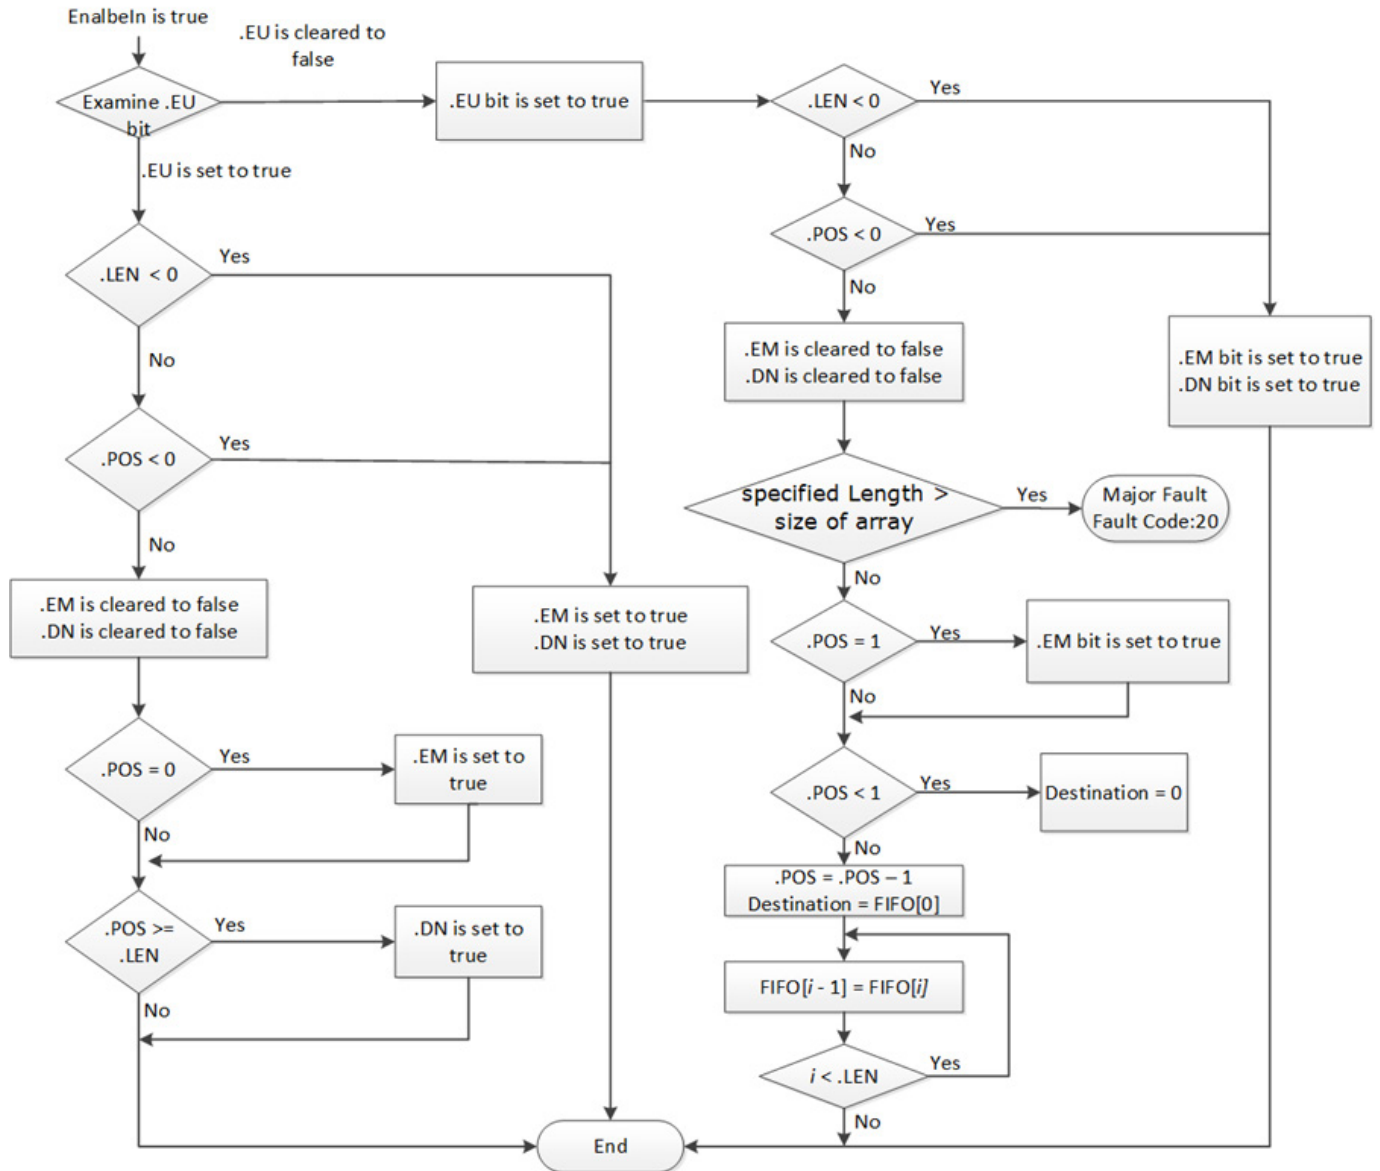 EnalbeIn is true
.EU is cleared to
false
Examine .EU
bit
.EU bit is set to true
.LEN < 0
Yes
No
.EU is set to true
.POS < 0
Yes
No
.LEN < 0
Yes
No
.EM is cleared to false
.DN is cleared to false
.EM bit is set to true
.DN bit is set to true
.POS < 0
Yes
No
specified Length >
size of array
Yes
Major Fault
Fault Code:20
No
.EM is cleared to false
.DN is cleared to false
.EM is set to true
.DN is set to true
.POS = 1
Yes
.EM bit is set to true
No
.POS = 0
Yes
.EM is set to
true
No
.POS < 1
Yes
Destination = 0
No
.POS = .POS – 1
Destination = FIFO[0]
.POS >=
.LEN
Yes
.DN is set to
true
No
FIFO[i - 1] = FIFO[i]
i < .LEN
Yes
No
End